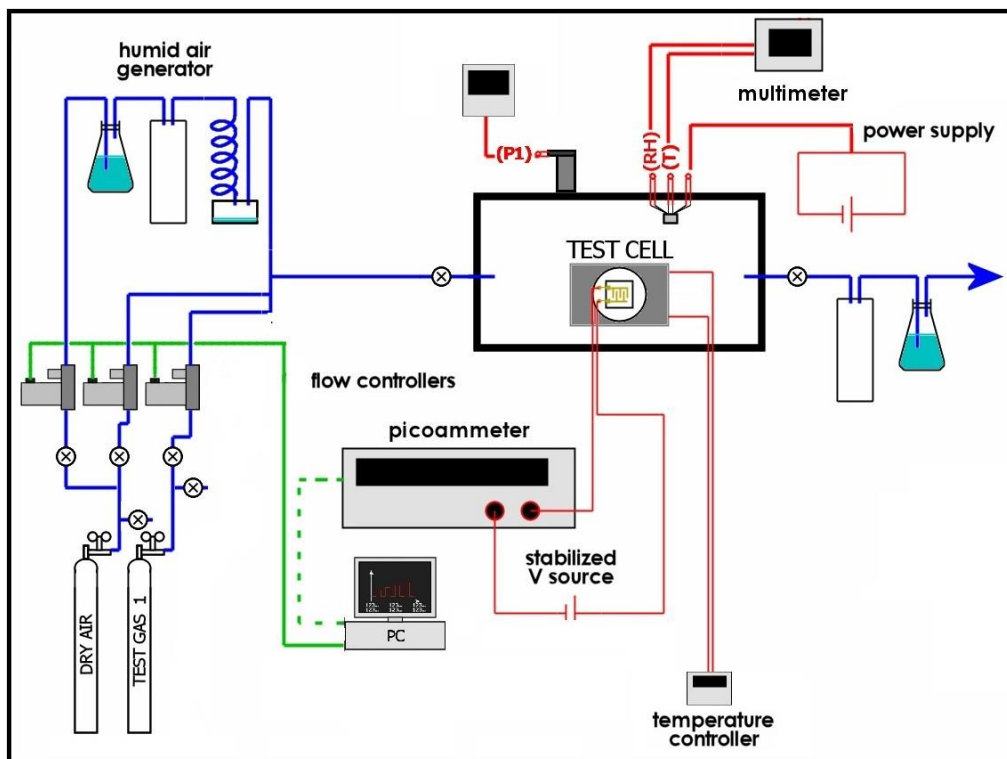 humid air
generator
multimeter
power supply
(P1)
(RH)
(T)
TEST CELL
flow controllers
picoammeter
stabilized
V source
PC
DRY AIR
TEST GAS 1
temperature
controller